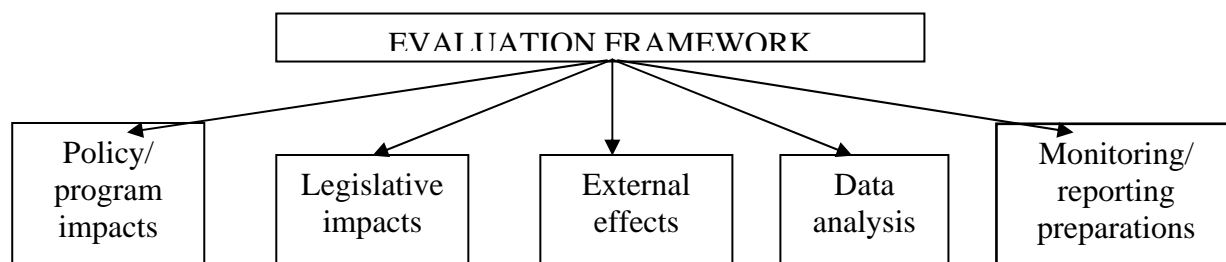 EVALUATION FRAMEWORK
Policy/
program
impacts
Legislative
impacts
External
effects
Data
analysis
Monitoring/
reporting
preparations